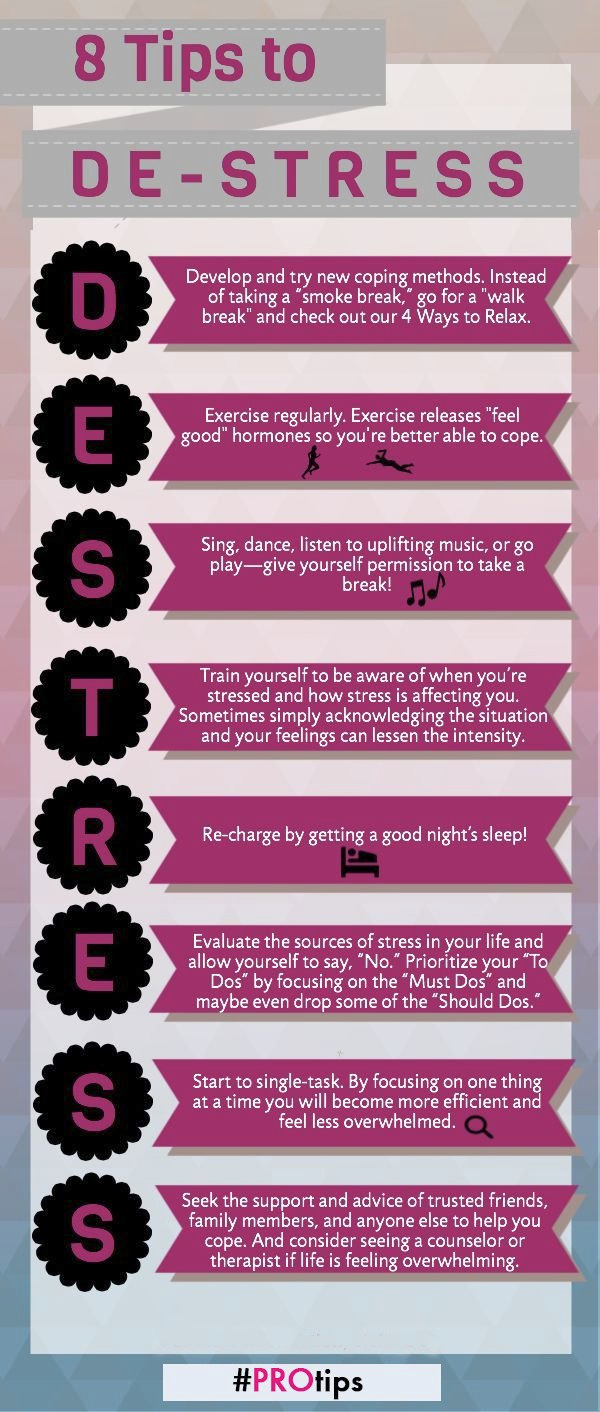 8 Tips to
DE-STRESS
D
Develop and try new coping methods. Instead
of taking a "smoke break," go for a "walk
break" and check out our 4 Ways to Relax.
E
Exercise regularly. Exercise releases "feel
good" hormones so you're better able to cope.
S
Sing, dance, listen to uplifting music, or go
play—give yourself permission to take a
break!
T
Train yourself to be aware of when you're
stressed and how stress is affecting you.
Sometimes simply acknowledging the situation
and your feelings can lessen the intensity.
R
Re-charge by getting a good night's sleep!
E
Evaluate the sources of stress in your life and
allow yourself to say, "No." Prioritize your "To
Dos" by focusing on the "Must Dos" and
maybe even drop some of the "Should Dos."
S
Start to single-task. By focusing on one thing
at a time you will become more efficient and
feel less overwhelmed.
S
Seek the support and advice of trusted friends,
family members, and anyone else to help you
cope. And consider seeing a counselor or
therapist if life is feeling overwhelming.
#PROtips